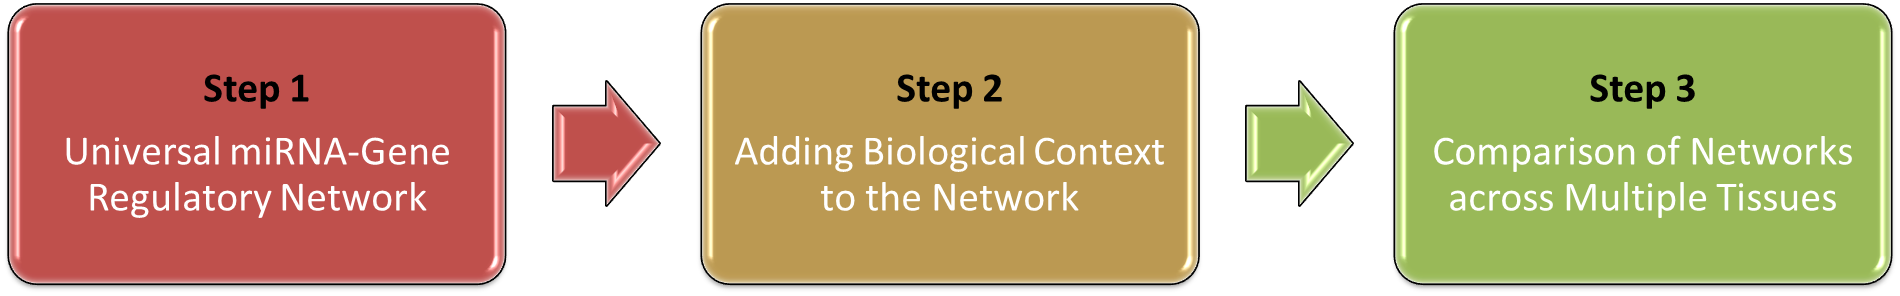 Step 1
Universal miRNA-Gene
Regulatory Network
Step 2
Adding Biological Context
to the Network
Step 3
Comparison of Networks
across Multiple Tissues